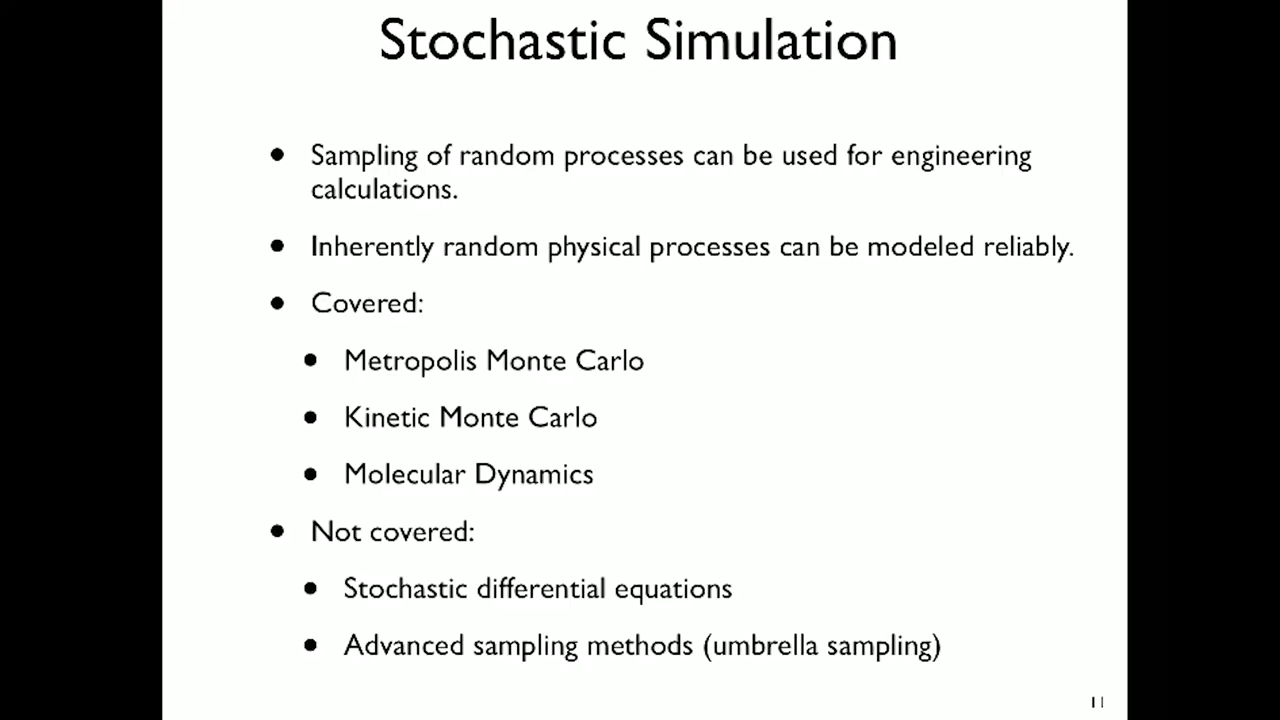 Stochastic Simulation
• Sampling of random processes can be used for engineering
calculations.
• Inherently random physical processes can be modeled reliably.
• Covered:
• Metropolis Monte Carlo
• Kinetic Monte Carlo
• Molecular Dynamics
• Not covered:
• Stochastic differential equations
• Advanced sampling methods (umbrella sampling)
11